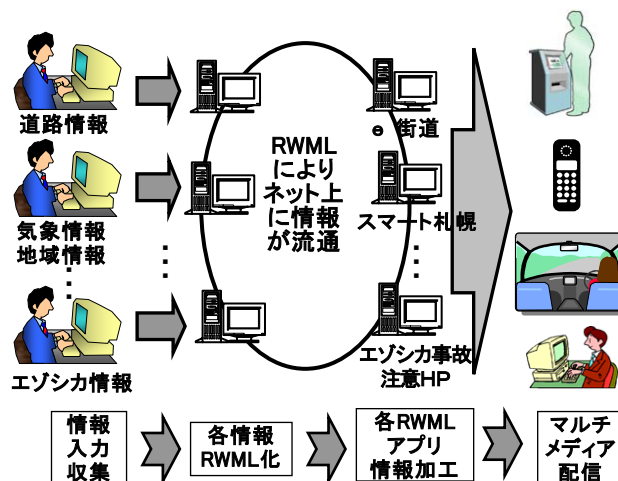 道路情報
気象情報
地域情報
エゾシカ情報
RWML
により
ネット上
に情報
が流通
e 街道
スマート札幌
エゾシカ事故
注意HP
情報
入力
収集
各情報
RWML化
各RWML
アプリ
情報加工
マルチ
メディア
配信